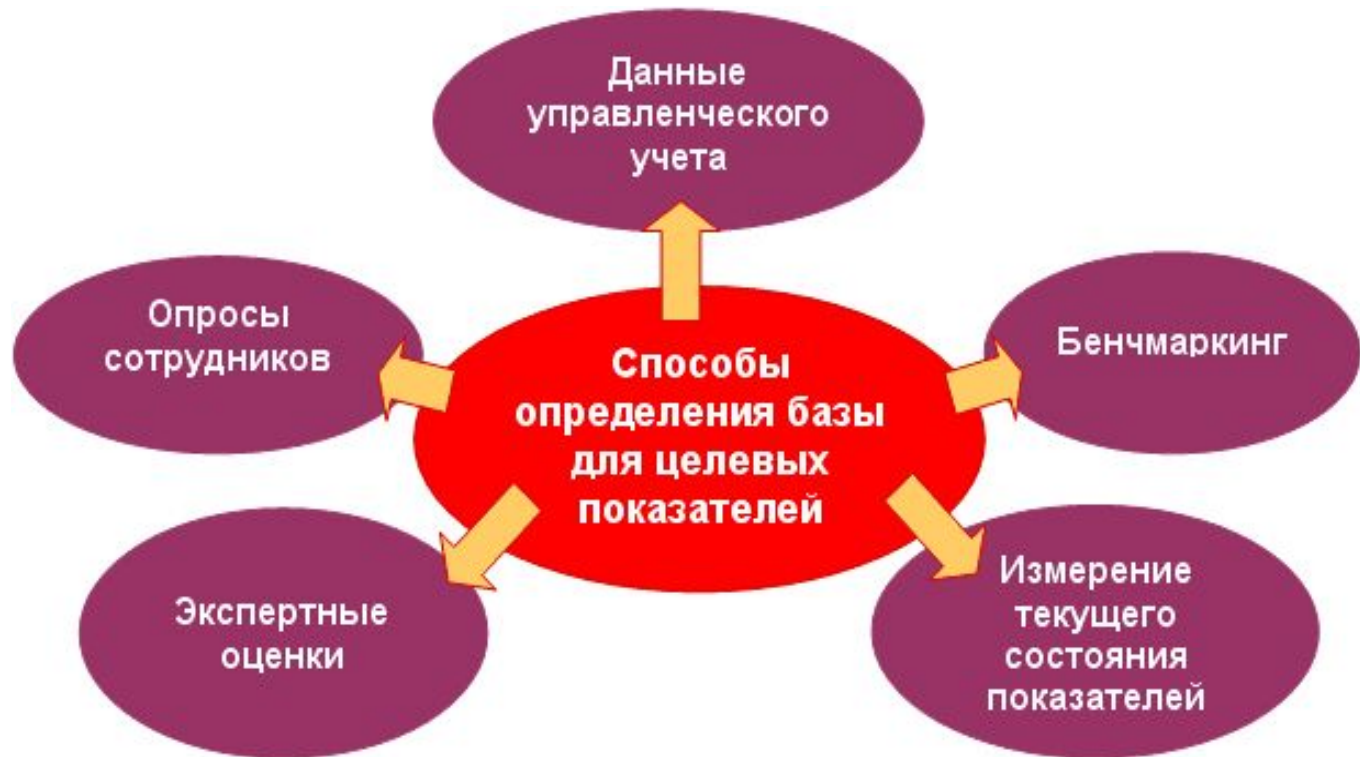 Данные
управленческого
учета
Опросы
сотрудников
Бенчмаркинг
Способы
определения базы
для целевых
показателей
Экспертные
оценки
Измерение
текущего
состояния
показателей